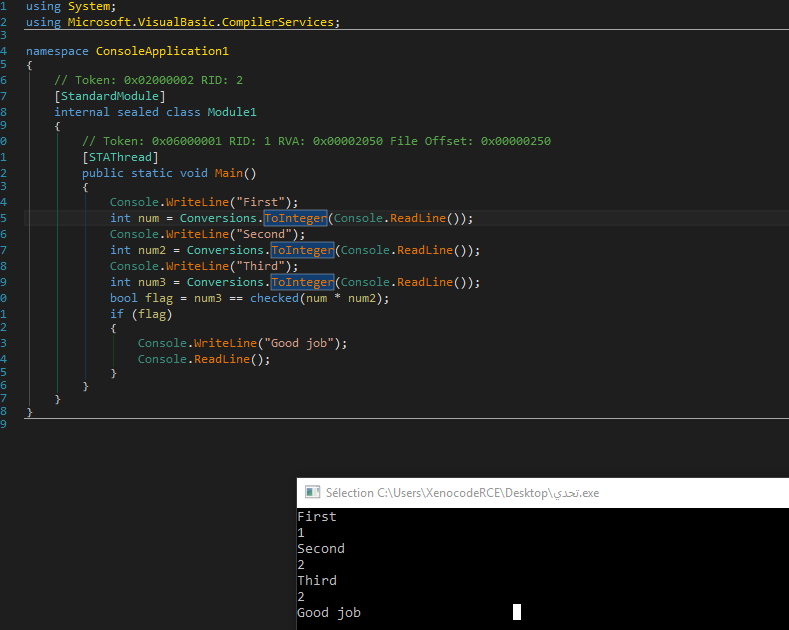 1 using System;
2 using Microsoft.VisualBasic.CompilerServices;
3
4 namespace ConsoleApplication1
5 {
6 // Token: 0x02000002 RID: 2
7 [StandardModule]
8 internal sealed class Module1
9 {
0 // Token: 0x06000001 RID: 1 RVA: 0x00002050 File Offset: 0x00000250
1 [STAThread]
2 public static void Main()
3 {
4 Console.WriteLine("First");
5 int num = Conversions.ToInteger(Console.ReadLine());
6 Console.WriteLine("Second");
7 int num2 = Conversions.ToInteger(Console.ReadLine());
8 Console.WriteLine("Third");
9 int num3 = Conversions.ToInteger(Console.ReadLine());
0 bool flag = num3 == checked(num * num2);
1 if (flag)
2 {
3 Console.WriteLine("Good job");
4 Console.ReadLine();
5 }
6 }
7 }
8 }
9
Sélection C:\Users\XenocodeRCE\Desktop\تحدي.exe
First
1
Second
2
Third
2
Good job